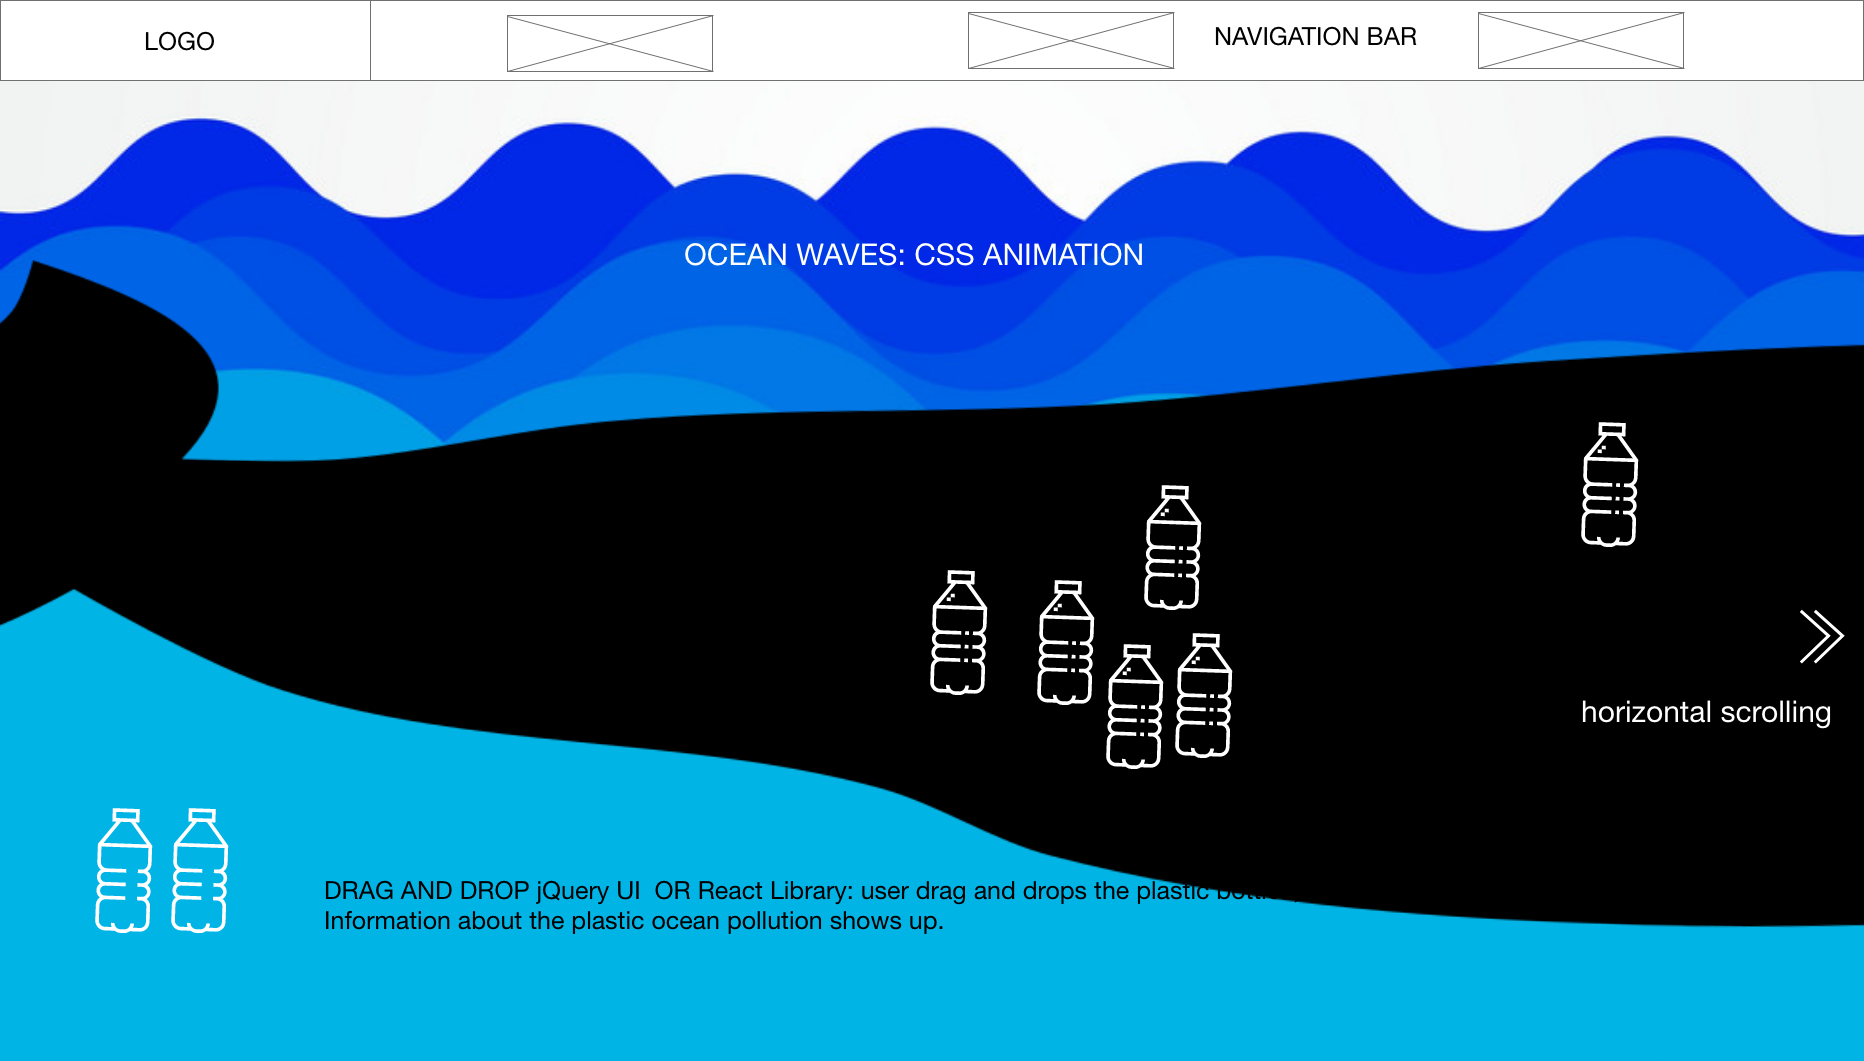 LOGO
NAVIGATION BAR
OCEAN WAVES: CSS ANIMATION
horizontal scrolling
DRAG AND DROP jQuery UI  OR React Library: user drag and drops the plastic
Information about the plastic ocean pollution shows up.